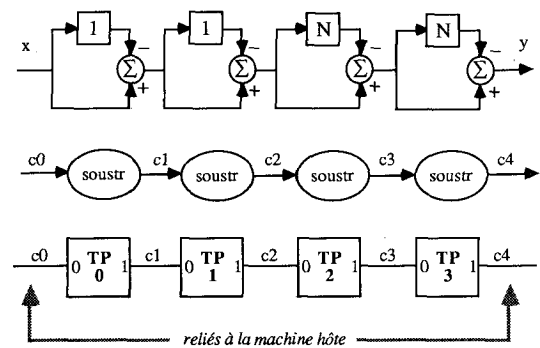 1 1 N N
x − − − − y
Σ Σ Σ Σ
+ + + +
c0 c1 c2 c3 c4
soustr soustr soustr soustr
c0 TP c1 TP c2 TP c3 TP c4
0 0 1 0 1 1 0 2 1 0 3 1
reliés à la machine hôte